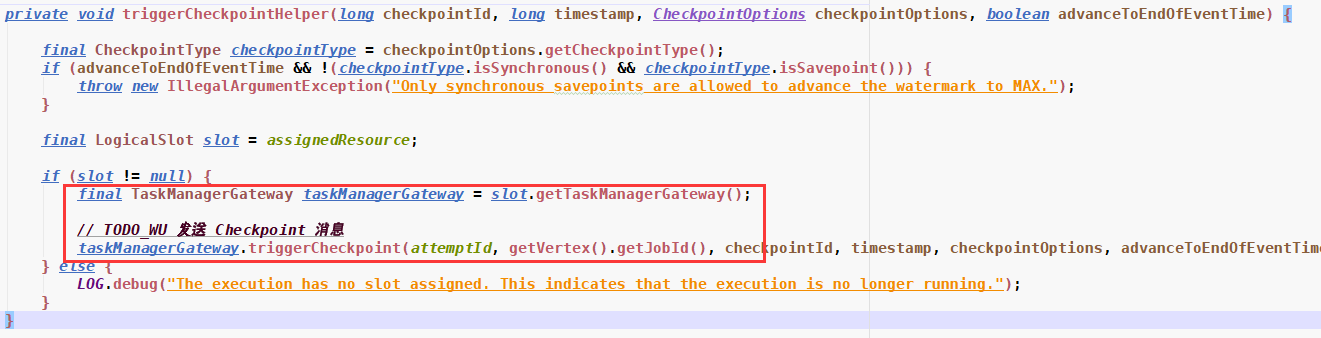 private void triggerCheckpointHelper(long checkpointId, long timestamp, CheckpointOptions checkpointOptions, boolean advanceToEndOfEventTime) {
final CheckpointType checkpointType = checkpointOptions.getCheckpointType();
if (advanceToEndOfEventTime && !(checkpointType.isSynchronous() && checkpointType.isSavepoint())) {
throw new IllegalArgumentException("Only synchronous savepoints are allowed to advance the watermark to MAX.");
}
final LogicalSlot slot = assignedResource;
if (slot != null) {
final TaskManagerGateway taskManagerGateway = slot.getTaskManagerGateway();
// TODO_WU 发送 Checkpoint 消息
taskManagerGateway.triggerCheckpoint(attemptId, getVertex().getJobId(), checkpointId, timestamp, checkpointOptions, advanceToEndOfEventTime
} else {
LOG.debug("The execution has no slot assigned. This indicates that the execution is no longer running.");
}
}